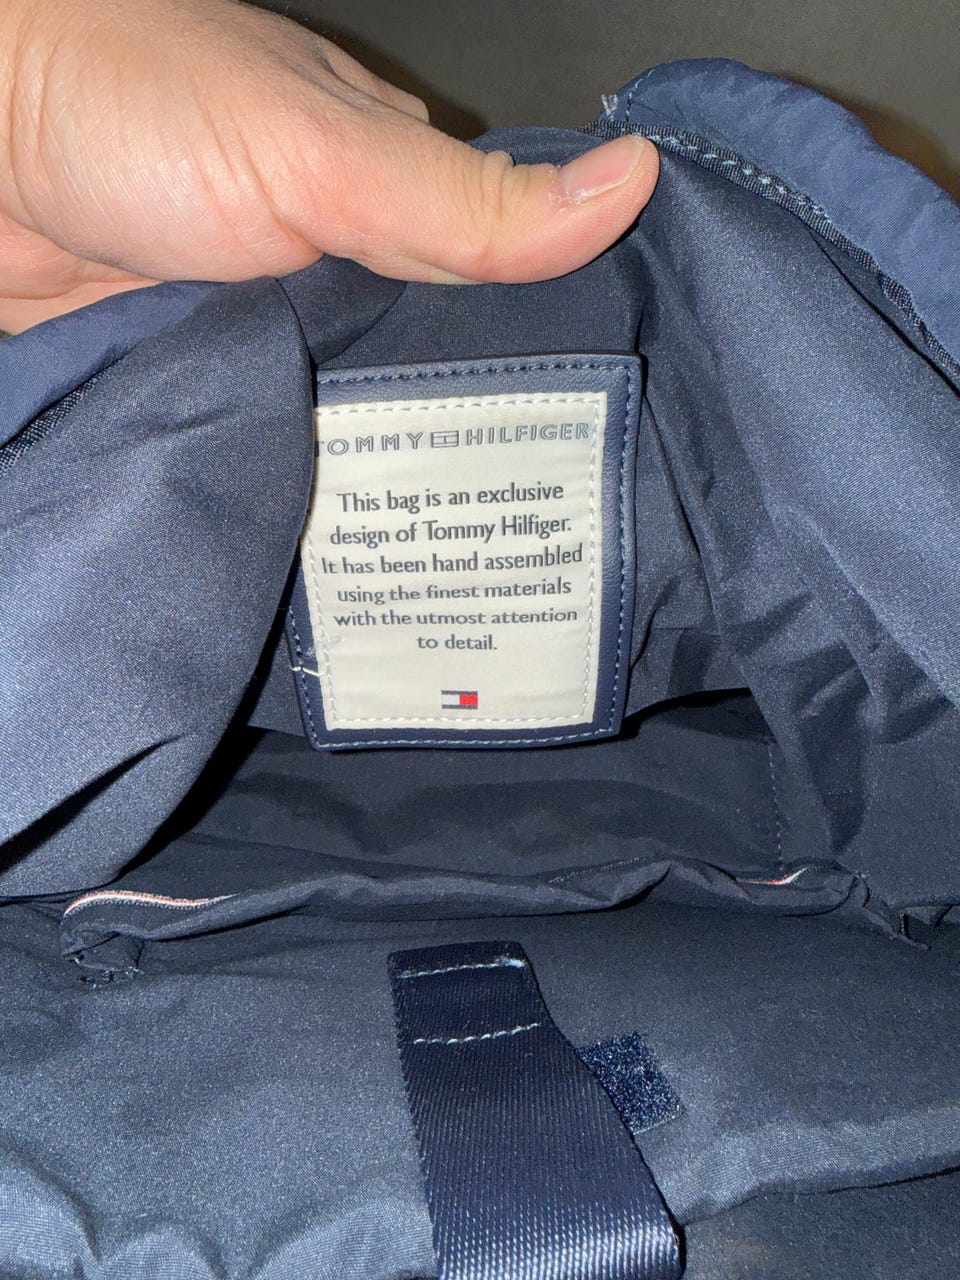 TOMMY HILFIGER
This bag is an exclusive
design of Tommy Hilfiger.
It has been hand assembled
using the finest materials
with the utmost attention
to detail.